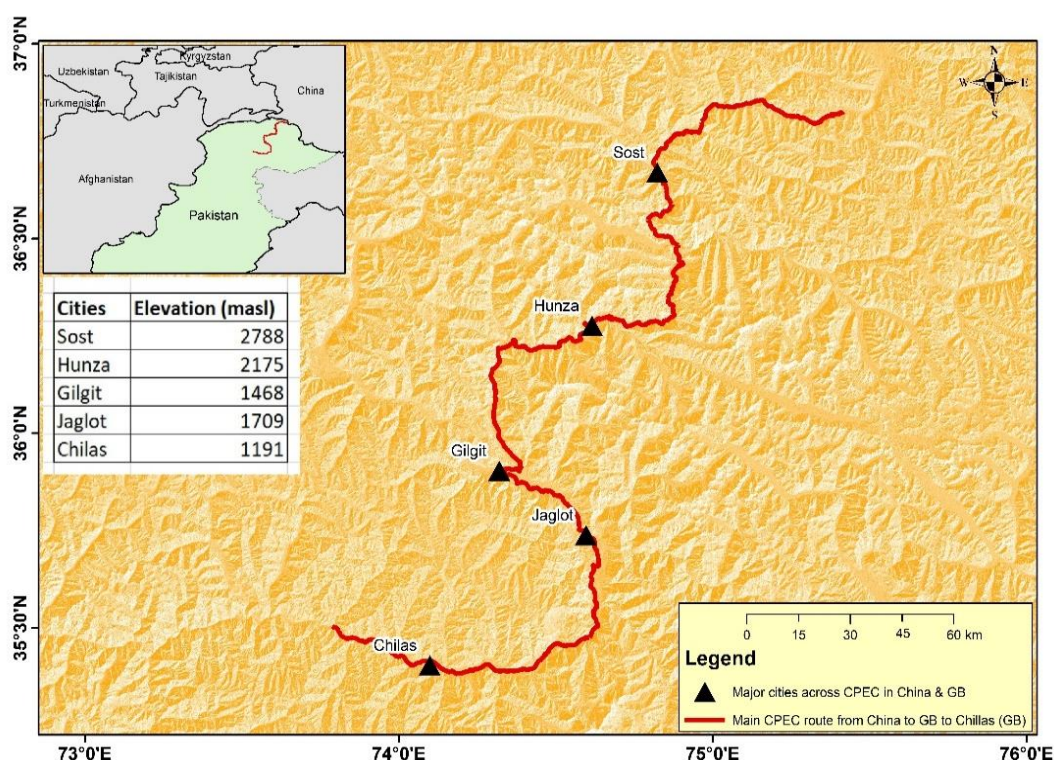 37°0'N
36°30'N
36°0'N
35°30'N
73°0'E 74°0'E 75°0'E 76°0'E
Kyrgyzstan
Uzbekistan
Tajikistan
China
Turkmenistan
Afghanistan
Pakistan
N
W E
S
Cities Elevation (masl)
Sost 2788
Hunza 2175
Gilgit 1468
Jaglot 1709
Chilas 1191
Sost
Hunza
Gilgit
Jaglot
Chilas
0 15 30 45 60 km
Legend
Major cities across CPEC in China & GB
Main CPEC route from China to GB to Chillas (GB)